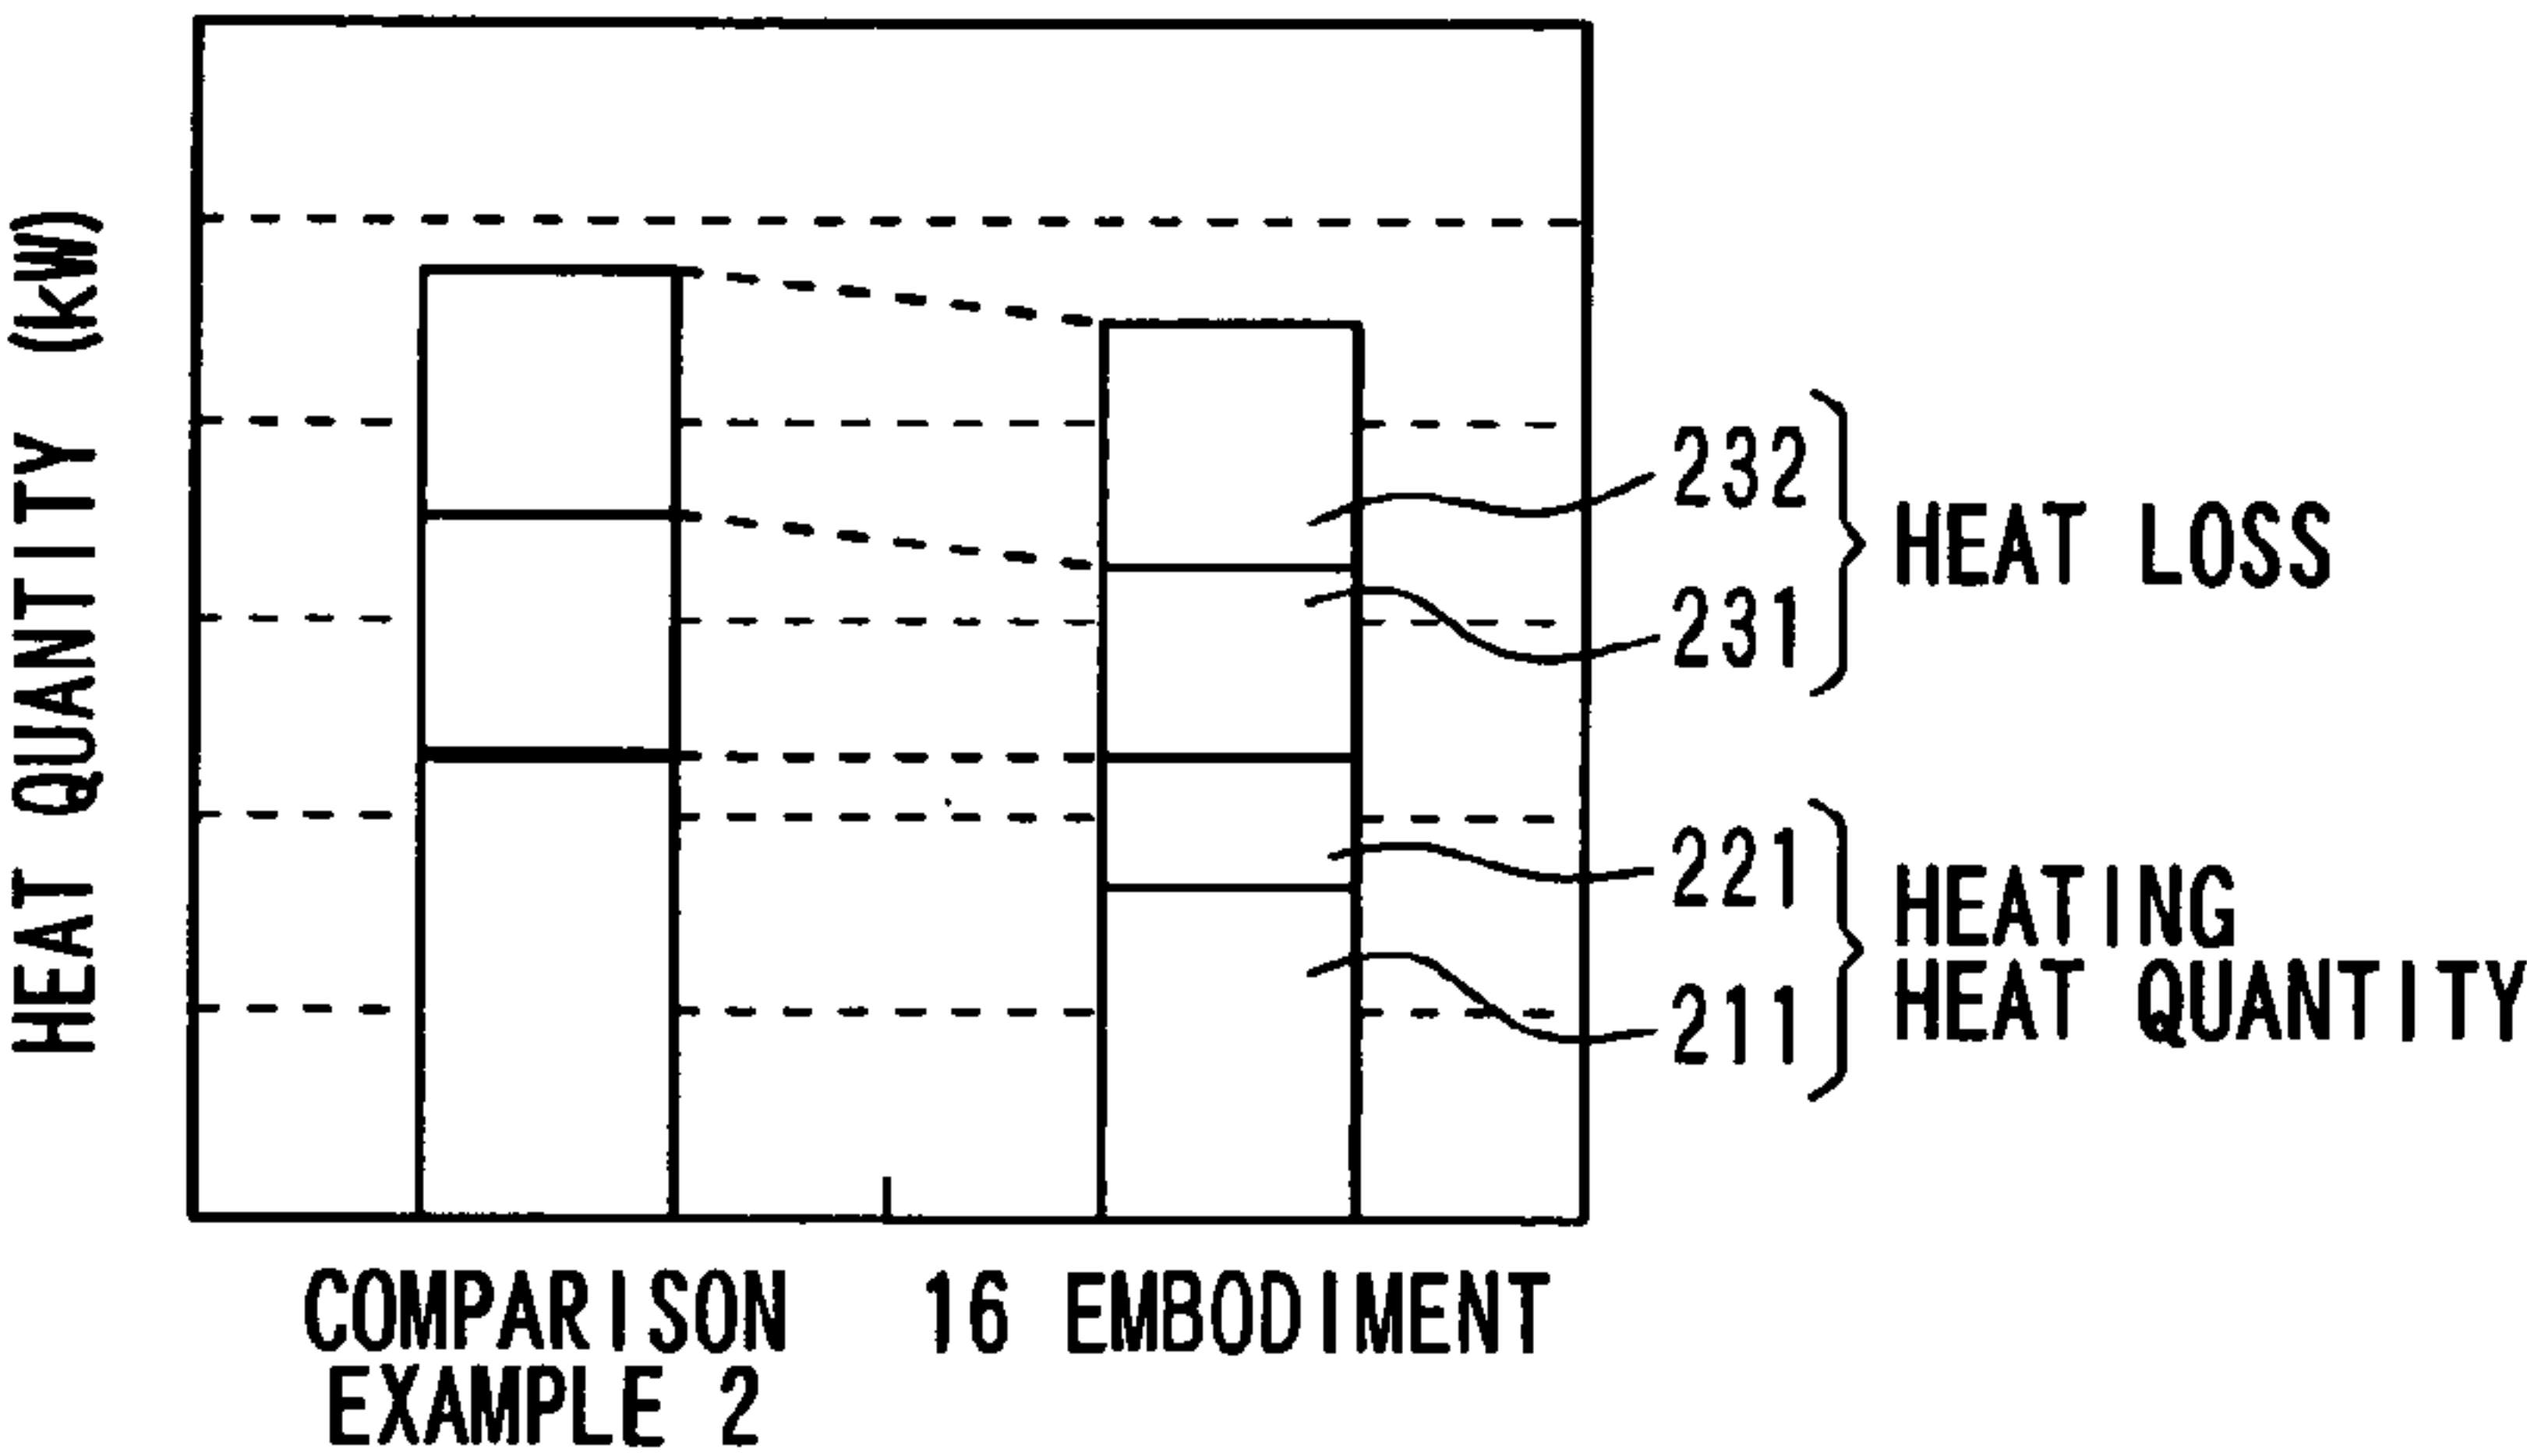 HEAT QUANTITY (kW)
232
231
HEAT LOSS
221
211
HEATING
HEAT QUANTITY
COMPARISON
EXAMPLE 2
16 EMBODIMENT